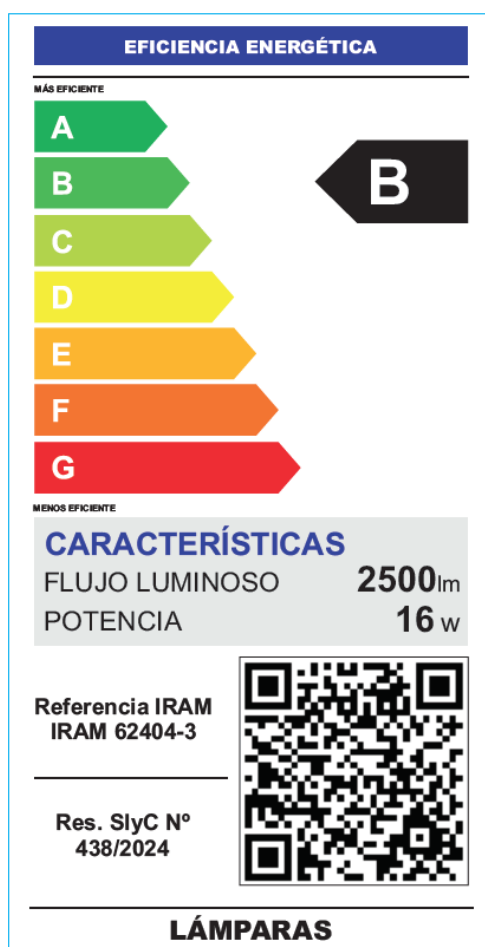 EFICIENCIA ENERGÉTICA
MÁS EFICIENTE
A
B
B
C
D
E
F
G
MENOS EFICIENTE
CARACTERÍSTICAS
FLUJO LUMINOSO 2500lm
POTENCIA 16 w
Referencia IRAM
IRAM 62404-3
Res. SIyC Nº
438/2024
LÁMPARAS